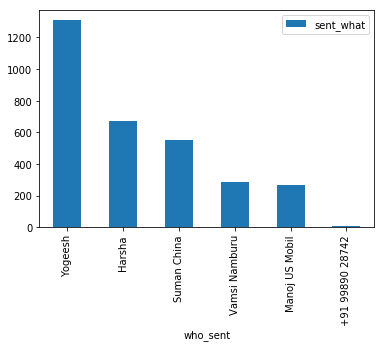 sent_what
1200
1000
800
600
400
200
0
Yogeesh
Harsha
Suman China
Vamsi Namburu
Manoj US Mobil
+91 99890 28742
who_sent